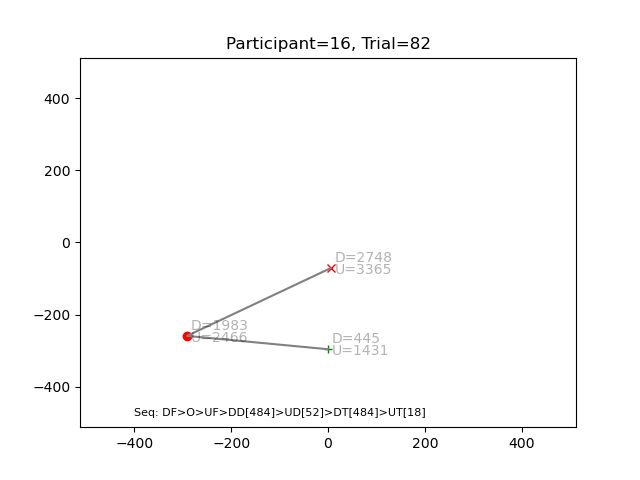 Participant=16, Trial=82
400
200
0
−200
−400
D=2748
U=3365
D=1983
U=2466
D=445
U=1431
Seq: DF>O>UF>DD[484]>UD[52]>DT[484]>UT[18]
−400
−200
0
200
400